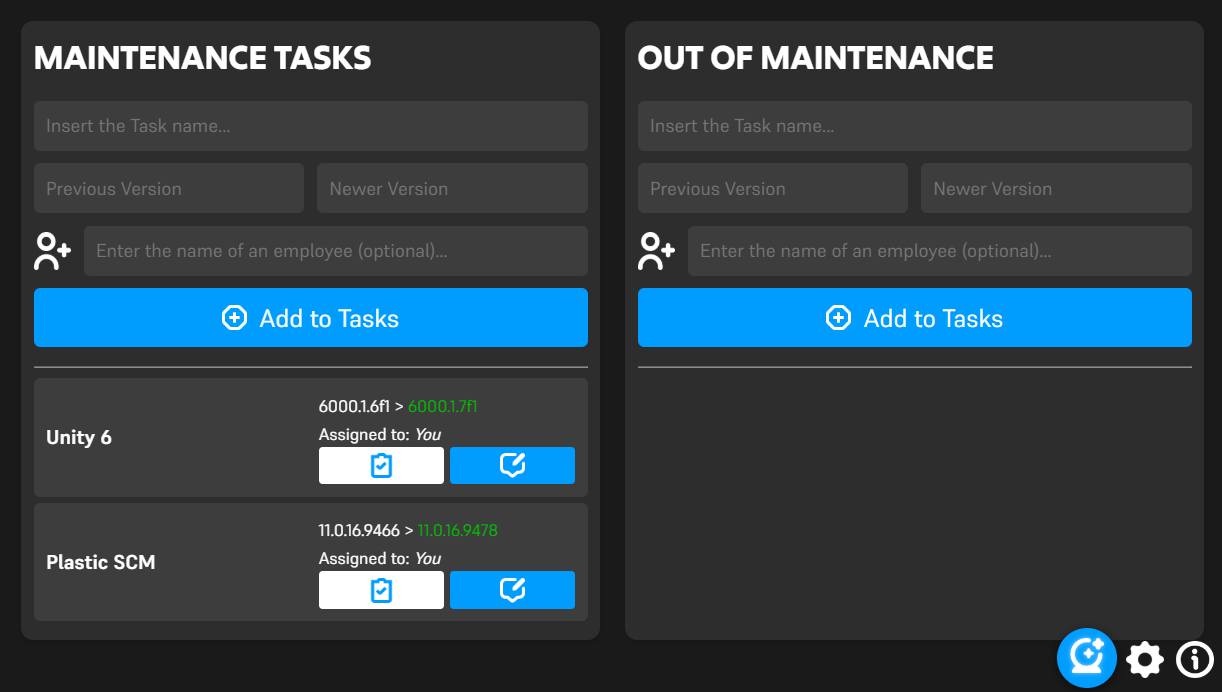 MAINTENANCE TASKS
Insert the Task name...
Previous Version
Newer Version
Enter the name of an employee (optional)...
Add to Tasks
Unity 6
6000.1.6f1 > 6000.1.7f1
Assigned to: You
Plastic SCM
11.0.16.9466 > 11.0.16.9478
Assigned to: You
OUT OF MAINTENANCE
Insert the Task name...
Previous Version
Newer Version
Enter the name of an employee (optional)...
Add to Tasks